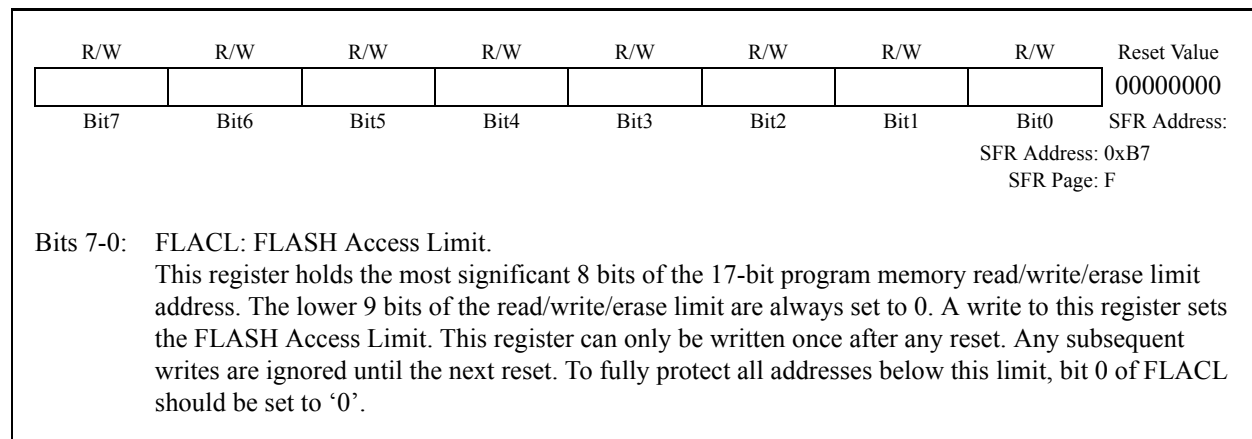 R/W R/W R/W R/W R/W R/W R/W R/W Reset Value
00000000
Bit7 Bit6 Bit5 Bit4 Bit3 Bit2 Bit1 Bit0 SFR Address:
SFR Address: 0xB7
SFR Page: F
Bits 7-0: FLACL: FLASH Access Limit.
This register holds the most significant 8 bits of the 17-bit program memory read/write/erase limit
address. The lower 9 bits of the read/write/erase limit are always set to 0. A write to this register sets
the FLASH Access Limit. This register can only be written once after any reset. Any subsequent
writes are ignored until the next reset. To fully protect all addresses below this limit, bit 0 of FLACL
should be set to ‘0’.